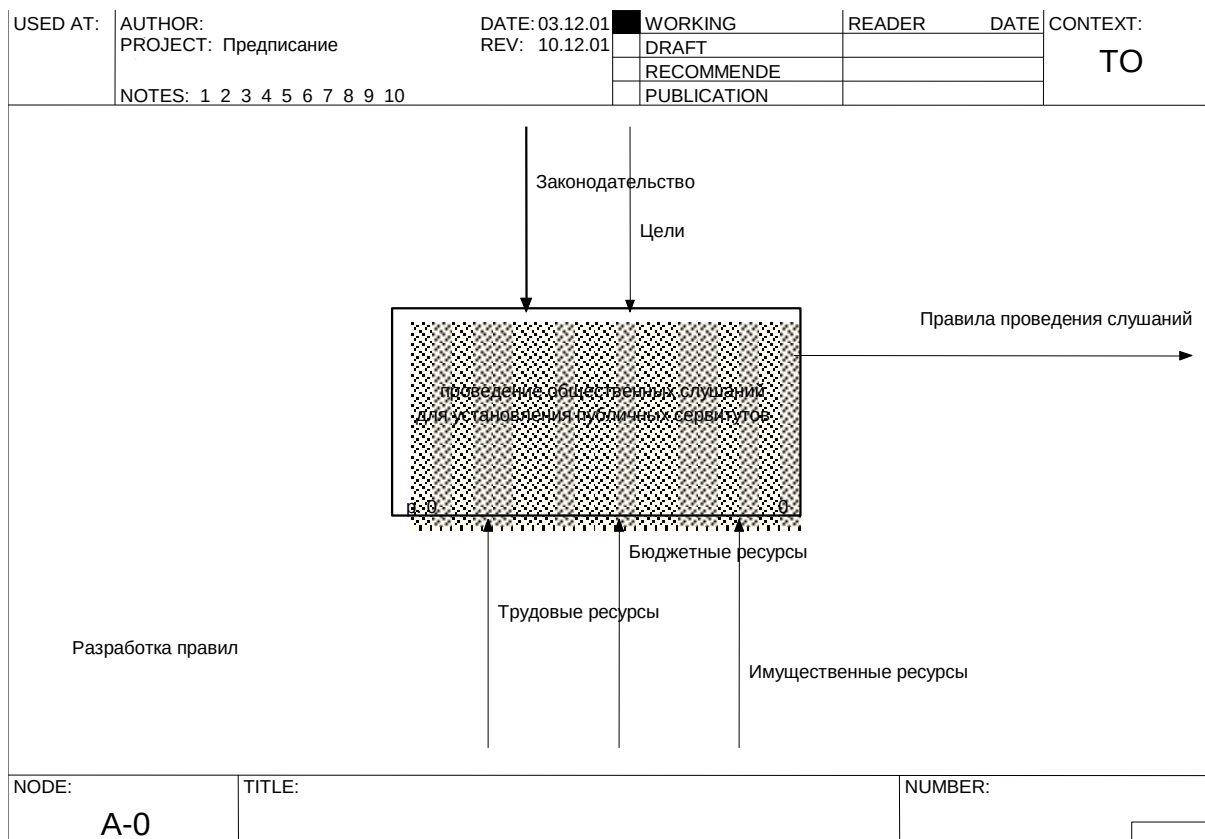 USED AT:
AUTHOR:
PROJECT: Предписание
NOTES: 1 2 3 4 5 6 7 8 9 10
DATE: 03.12.01
REV: 10.12.01
WORKING
DRAFT
RECOMMENDE
PUBLICATION
READER DATE
CONTEXT:
TO
Законодательство
Цели
Правила проведения слушаний
проведение общественных слушаний
для установления публичных сервитутов
р. 0
0
Бюджетные ресурсы
Трудовые ресурсы
Разработка правил
Имущественные ресурсы
NODE:
A-0
TITLE:
NUMBER: